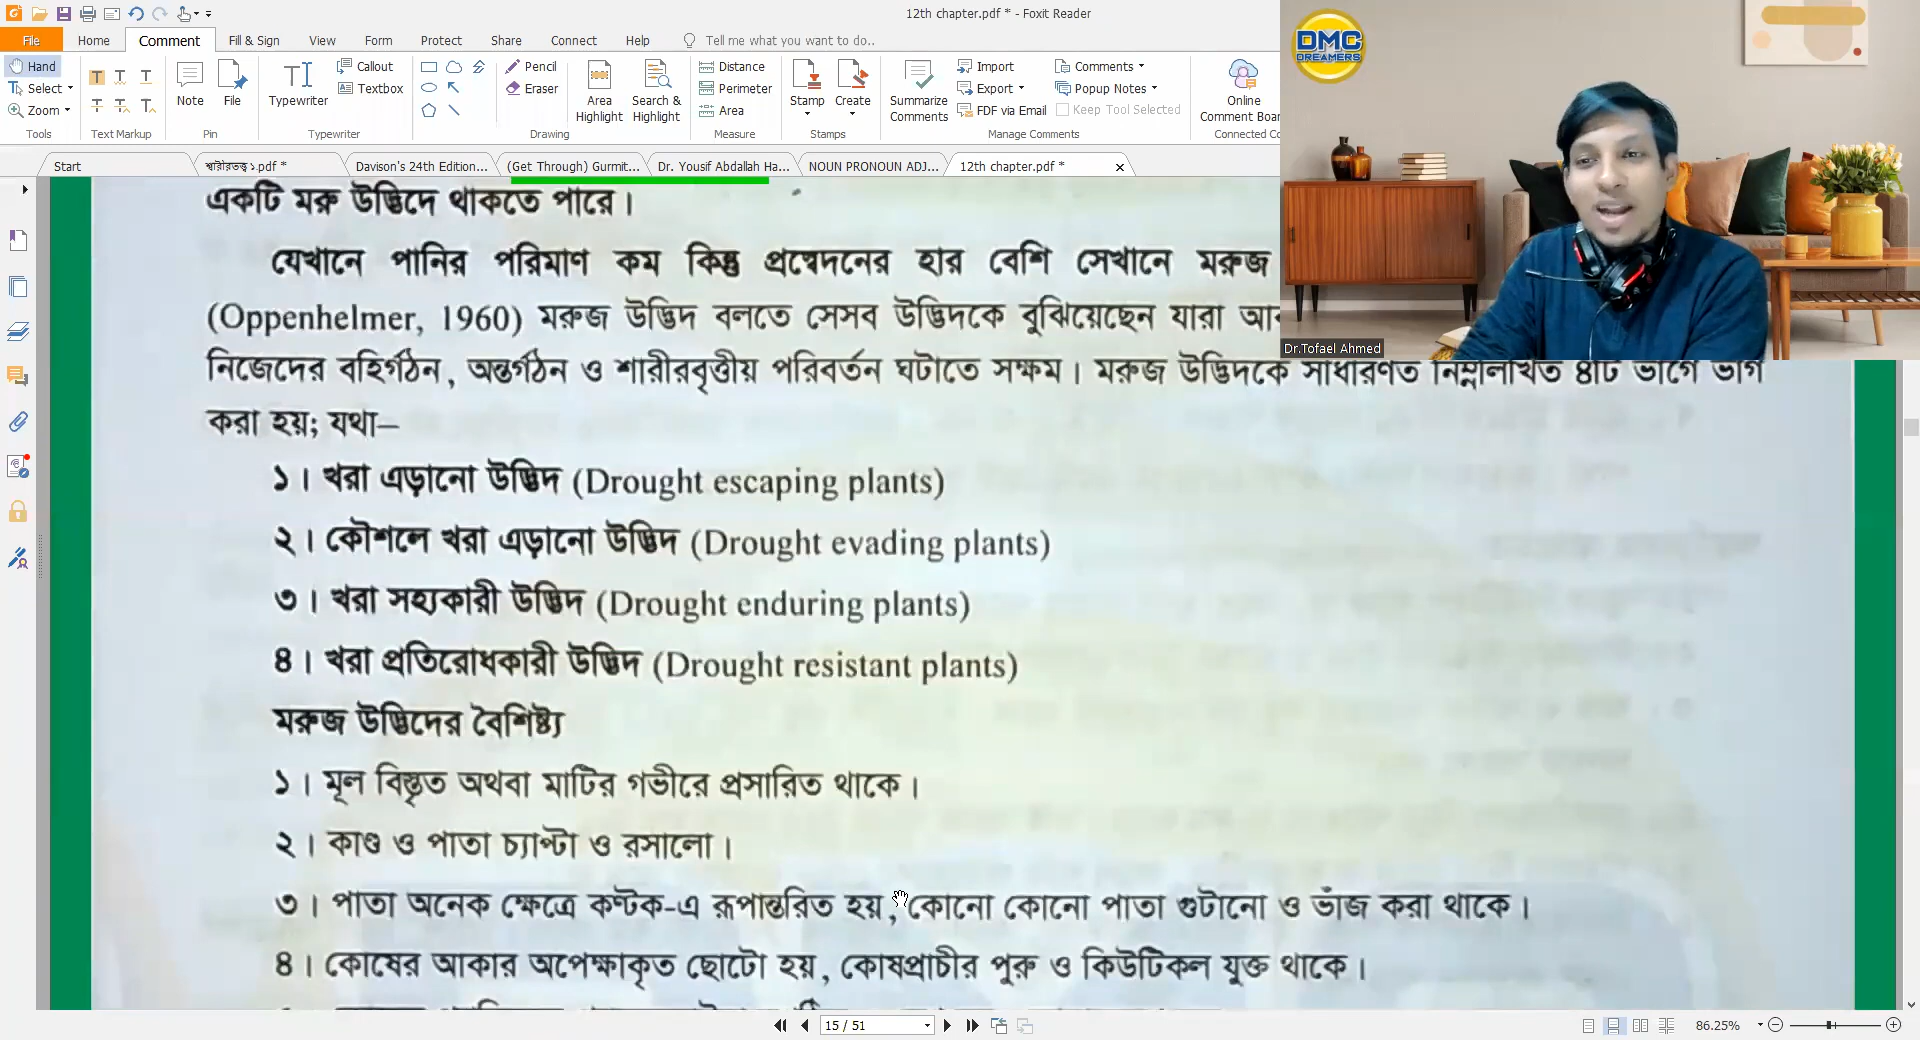 12th chapter.pdf * - Foxit Reader
File Home Comment Fill & Sign View Form Protect Share Connect Help Tell me what you want to do..
Hand
Select
Zoom
Tools
Text Markup
Note
File
Pin
Typewriter
Callout
Textbox
Typewriter
Pencil
Eraser
Area Highlight
Search & Highlight
Drawing
Distance
Perimeter
Area
Measure
Stamp
Create
Stamps
Summarize Comments
Import
Export
FDF via Email
Comments
Popup Notes
Keep Tool Selected
Manage Comments
Online
Comment Boar
Connected Co
DMC
DREAMERS
Start
Davison's 24th Edition...
(Get Through) Gurmit...
Dr. Yousif Abdallah Ha...
NOUN PRONOUN ADJ...
12th chapter.pdf *
Dr.Tofael Ahmed
একটি মরু উদ্ভিদে থাকতে পারে।
যেখানে পানির পরিমাণ কম কিন্তু প্রস্বেদনের হার বেশি সেখানে মরুজ
(Oppenhelmer, 1960) মরুজ উদ্ভিদ বলতে সেসব উদ্ভিদকে বুঝিয়েছেন যারা
নিজেদের বহির্গঠন, অন্তর্গঠন ও শারীরবৃত্তীয় পরিবর্তন ঘটাতে সক্ষম। মরুজ উদ্ভিদকে সাধারণত নিম্নলিখিত ৪টি ভাগে ভাগ
করা হয়; যথা–
১। খরা এড়ানো উদ্ভিদ (Drought escaping plants)
২। কৌশলে খরা এড়ানো উদ্ভিদ (Drought evading plants)
৩। খরা সহ্যকারী উদ্ভিদ (Drought enduring plants)
৪। খরা প্রতিরোধকারী উদ্ভিদ (Drought resistant plants)
মরুজ উদ্ভিদের বৈশিষ্ট্য
১। মূল বিস্তৃত অথবা মাটির গভীরে প্রসারিত থাকে।
২। কাণ্ড ও পাতা চ্যাপ্টা ও রসালো।
৩। পাতা অনেক ক্ষেত্রে কণ্টক-এ রূপান্তরিত হয়, কোনো কোনো পাতা গুটানো ও ভাঁজ করা থাকে।
৪। কোষের আকার অপেক্ষাকৃত ছোটো হয়, কোষপ্রাচীর পুরু ও কিউটিকল যুক্ত থাকে।
15 / 51
86.25%